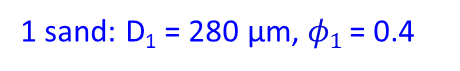 1 sand: D₁ = 280 μm, ϕ₁ = 0.4